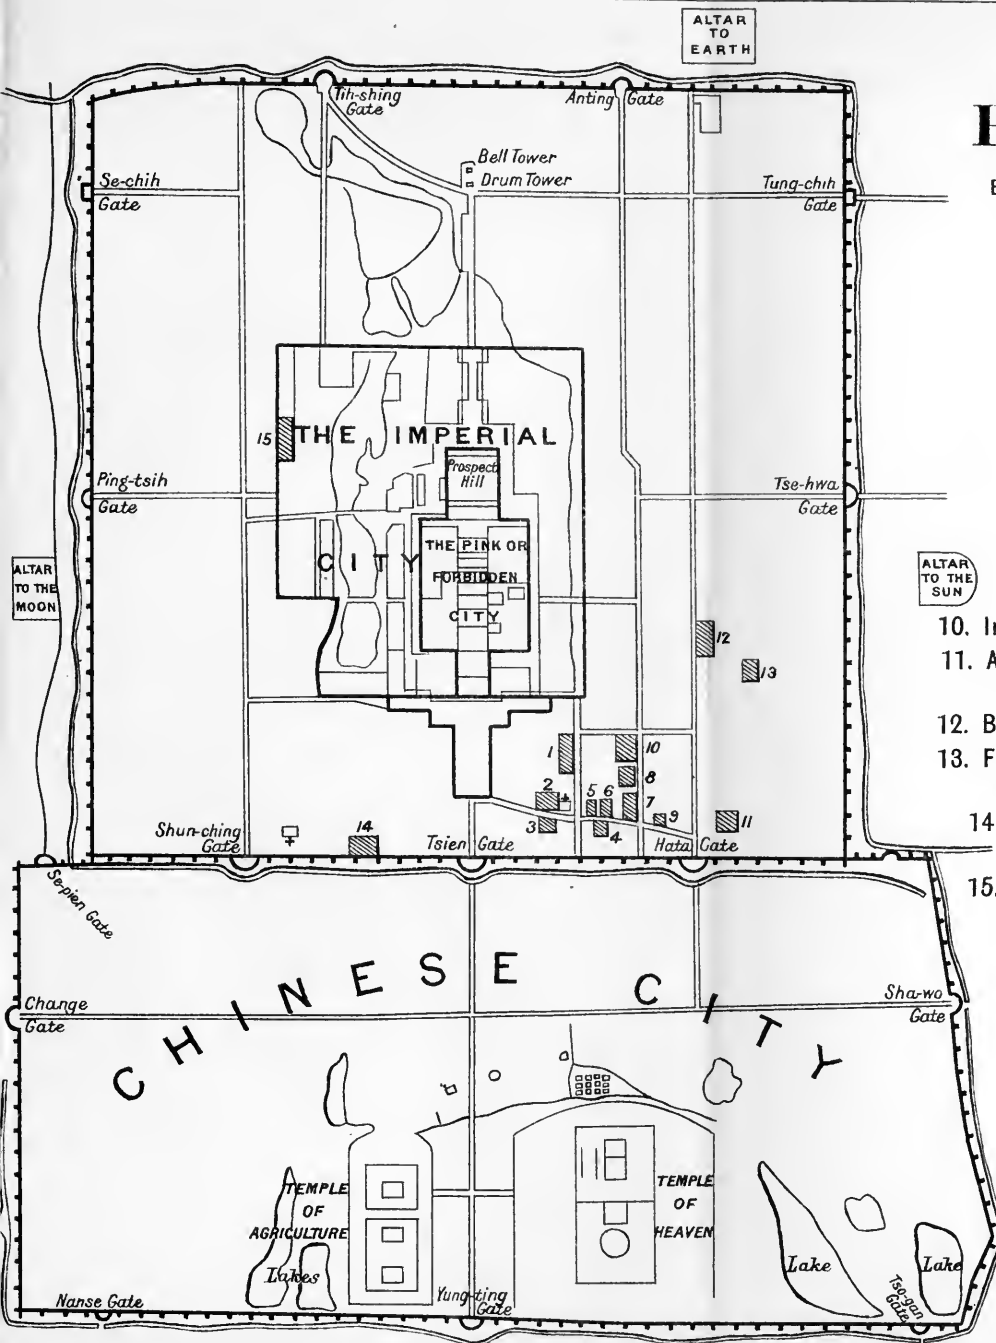 ALTAR
TO
EARTH
Tih-shing
Gate
Anting Gate
Bell Tower
Drum Tower
Se-chih
Gate
Tung-chih
Gate
15
THE IMPERIAL
Prospect
Hill
Ping-tsih
Gate
Tse-hwa
Gate
CITY
THE PINK OR
FORBIDDEN
CITY
ALTAR
TO THE
MOON
ALTAR
TO THE
SUN
10. I
11. A
12. B
13. F
14
15.
12
13
1
10
2
8
5 6
7
9
11
3
4
14
Shun-ching
Gate
Tsien Gate
Hata Gate
Se-pien Gate
CHINESE CITY
Change
Gate
Sha-wo
Gate
TEMPLE
OF
AGRICULTURE
TEMPLE
OF
HEAVEN
Lakes
Lake
Lake
Nanse Gate
Yung-ting
Gate
Tso-gan
Gate